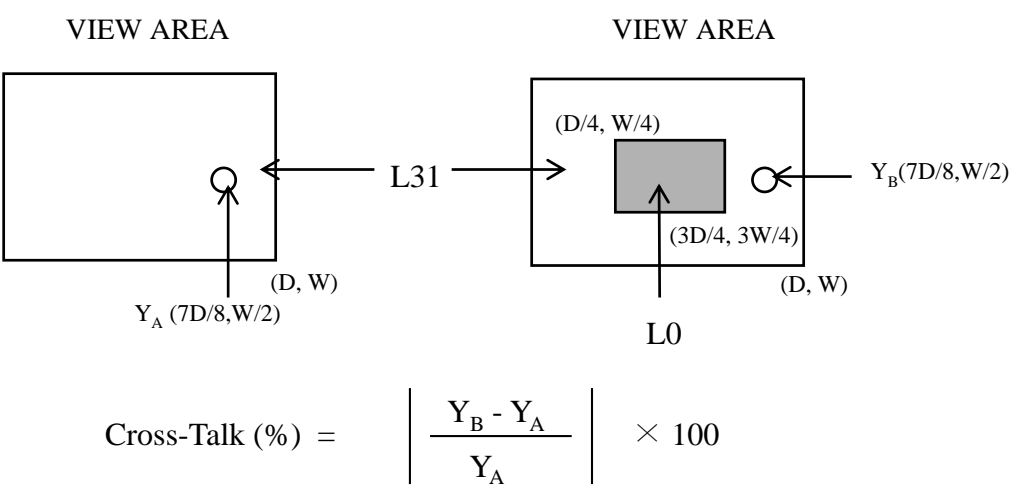 VIEW AREA
VIEW AREA
(D/4, W/4)
L31
Y_B(7D/8,W/2)
(3D/4, 3W/4)
(D, W)
(D, W)
Y_A (7D/8,W/2)
L0
Cross-Talk (%) = | (Y_B - Y_A) / Y_A | × 100